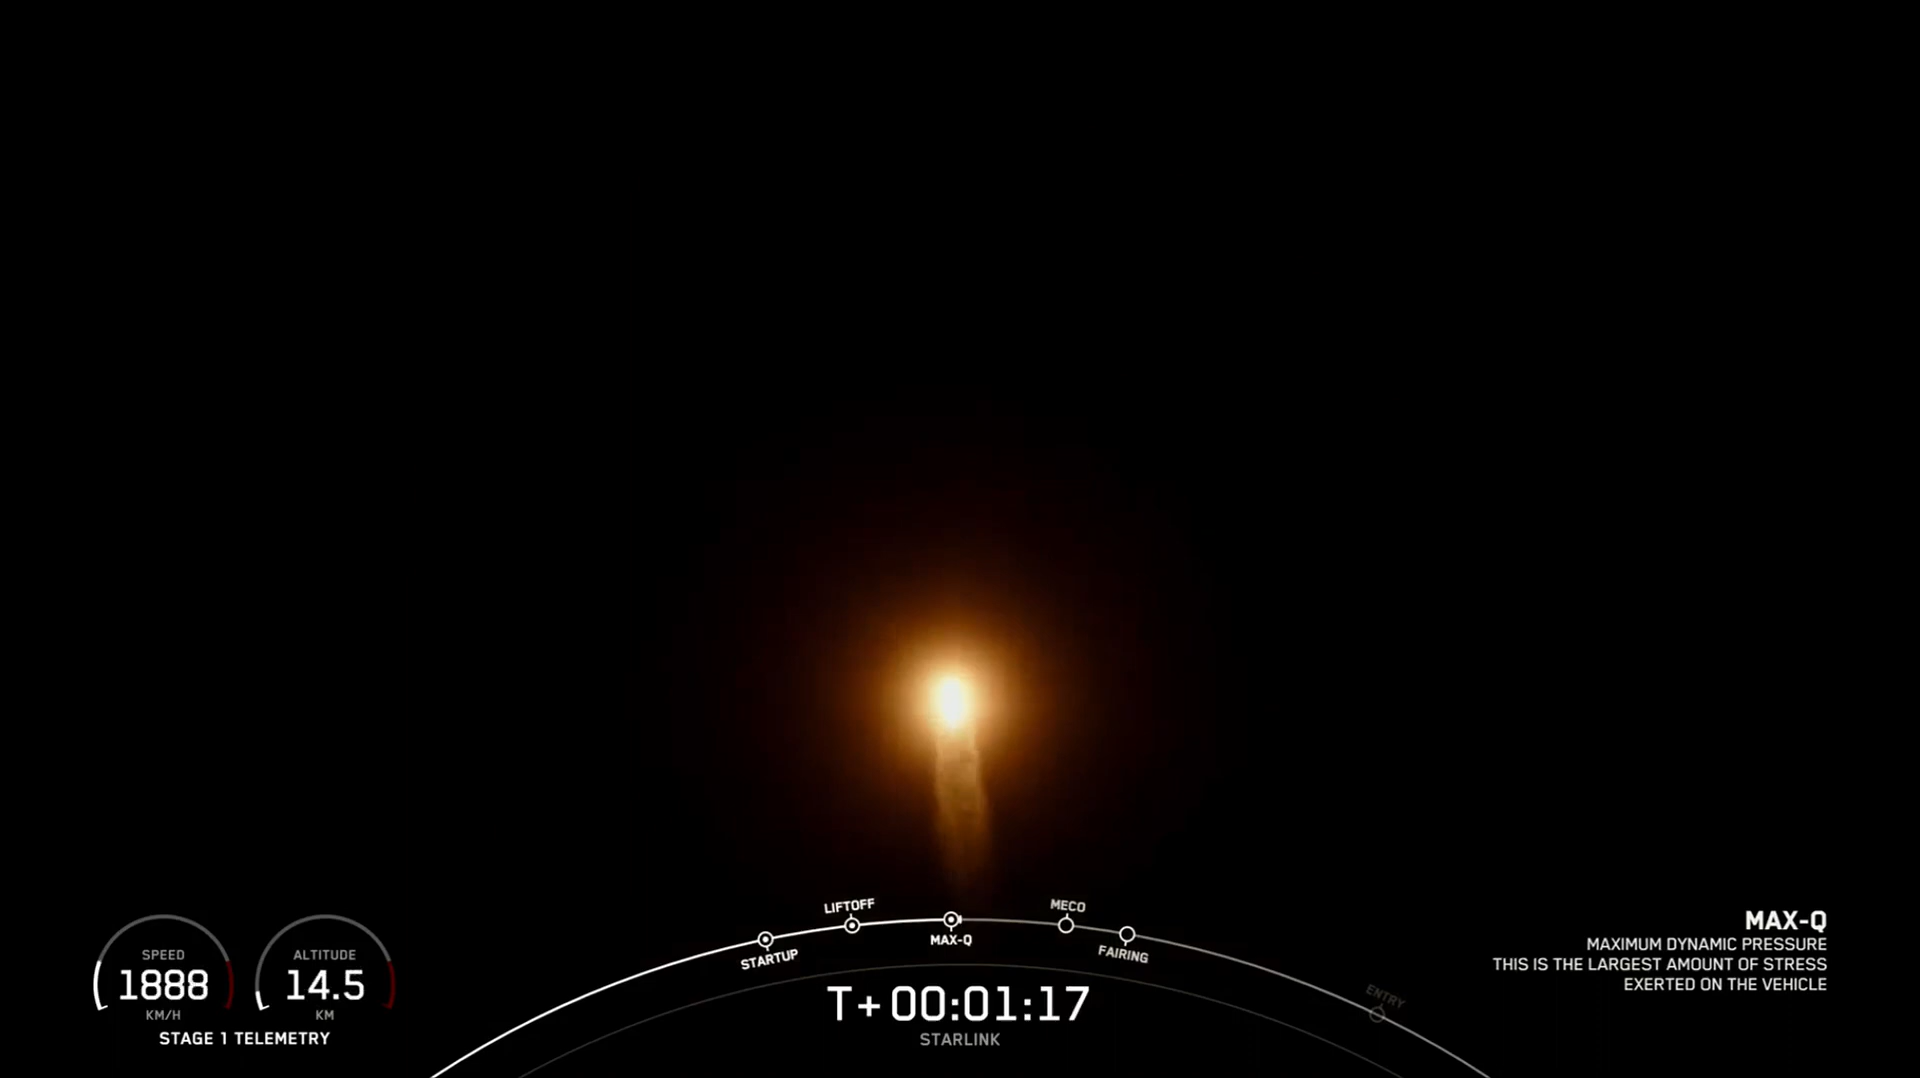 LIFTOFF
MECO
STARTUP
MAX-Q
FAIRING
ENTRY
SPEED
1888
KM/H
ALTITUDE
14.5
KM
STAGE 1 TELEMETRY
T+00:01:17
STARLINK
MAX-Q
MAXIMUM DYNAMIC PRESSURE
THIS IS THE LARGEST AMOUNT OF STRESS
EXERTED ON THE VEHICLE